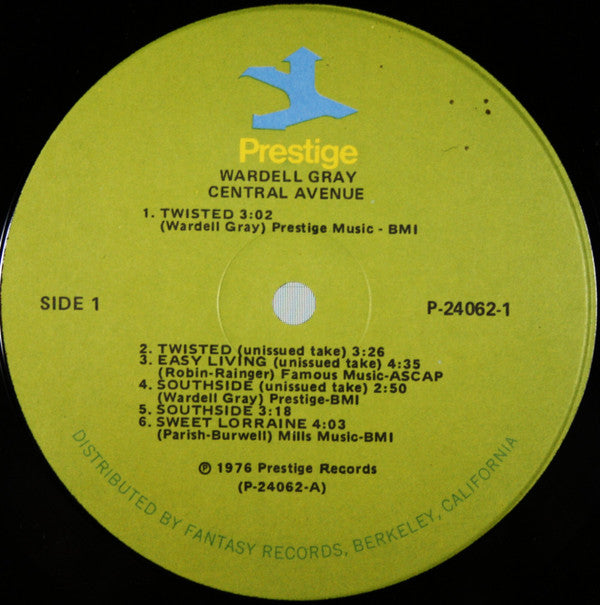 Prestige
WARDELL GRAY
CENTRAL AVENUE
1. TWISTED 3:02
(Wardell Gray) Prestige Music - BMI
SIDE 1
P-24062-1
2. TWISTED (unissued take) 3:26
3. EASY LIVING (unissued take) 4:35
(Robin-Rainger) Famous Music-ASCAP
4. SOUTHSIDE (unissued take) 2:50
(Wardell Gray) Prestige-BMI
5. SOUTHSIDE 3:18
6. SWEET LORRAINE 4:03
(Parish-Burwell) Mills Music-BMI
℗ 1976 Prestige Records
(P-24062-A)
DISTRIBUTED BY FANTASY RECORDS, BERKELEY, CALIFORNIA